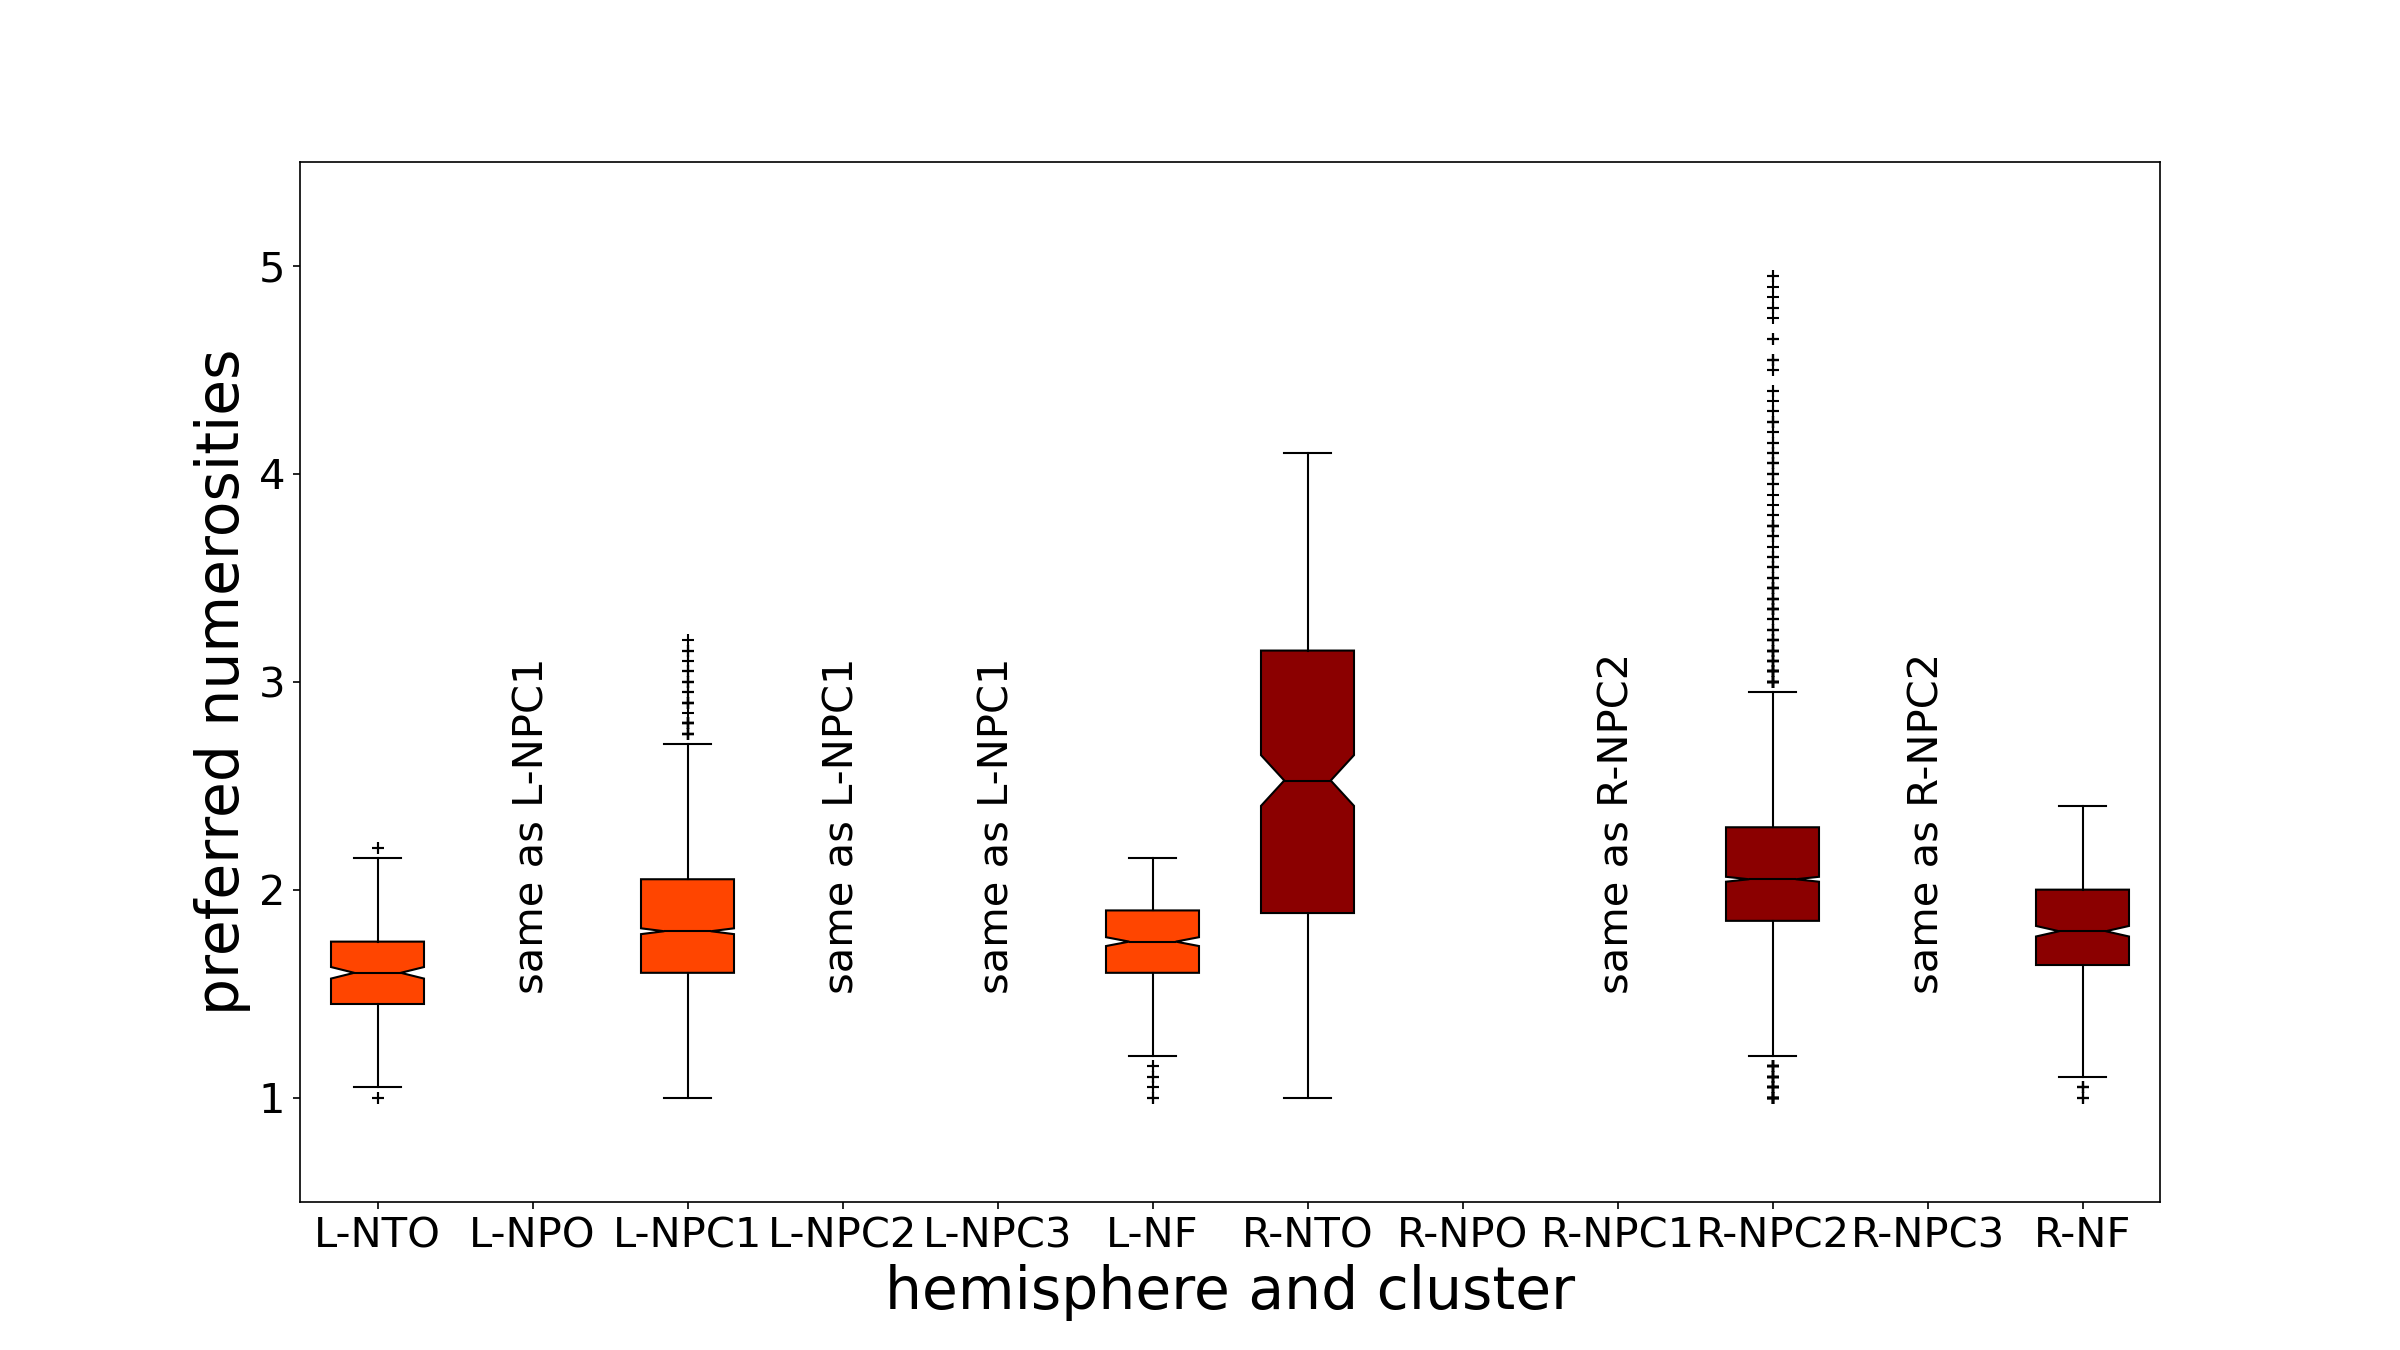 preferred numerosities
5
4
3
2
1
same as L-NPC1
same as L-NPC1
same as L-NPC1
same as R-NPC2
same as R-NPC2
L-NTO L-NPO L-NPC1 L-NPC2 L-NPC3 L-NF R-NTO R-NPO R-NPC1 R-NPC2 R-NPC3 R-NF
hemisphere and cluster